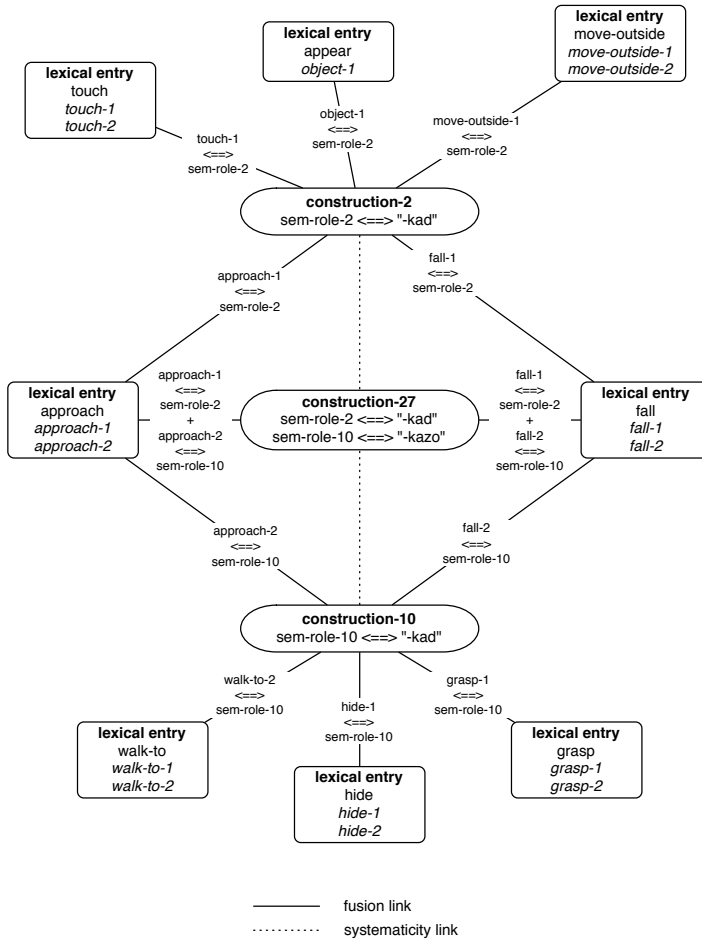 lexical entry
appear
object-1
lexical entry
move-outside
move-outside-1
move-outside-2
lexical entry
touch
touch-1
touch-2
object-1
<==>
sem-role-2
move-outside-1
<==>
sem-role-2
touch-1
<==>
sem-role-2
construction-2
sem-role-2 <==> "-kad"
approach-1
<==>
sem-role-2
fall-1
<==>
sem-role-2
lexical entry
approach
approach-1
approach-2
approach-1
<==>
sem-role-2
+
approach-2
<==>
sem-role-10
construction-27
sem-role-2 <==> "-kad"
sem-role-10 <==> "-kazo"
fall-1
<==>
sem-role-2
+
fall-2
<==>
sem-role-10
lexical entry
fall
fall-1
fall-2
approach-2
<==>
sem-role-10
fall-2
<==>
sem-role-10
construction-10
sem-role-10 <==> "-kad"
walk-to-2
<==>
sem-role-10
hide-1
<==>
sem-role-10
grasp-1
<==>
sem-role-10
lexical entry
walk-to
walk-to-1
walk-to-2
lexical entry
hide
hide-1
hide-2
lexical entry
grasp
grasp-1
grasp-2
fusion link
systematicity link